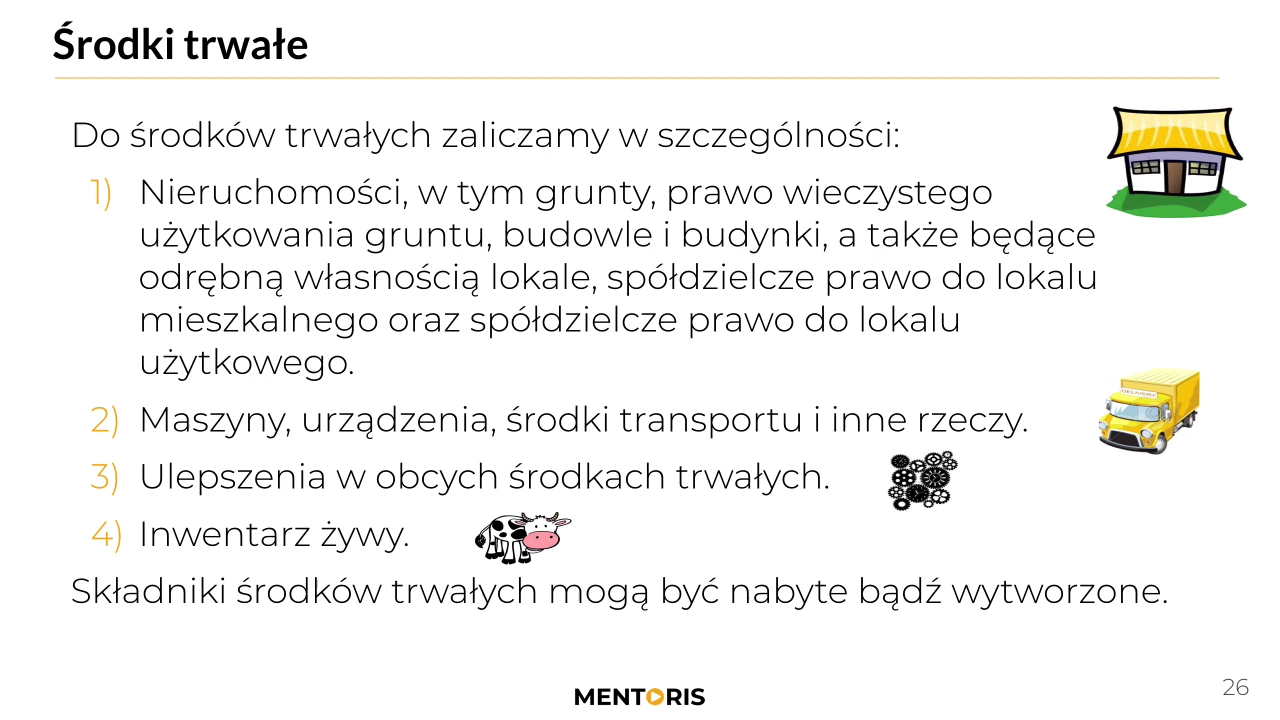 Środki trwałe
Do środków trwałych zaliczamy w szczególności:
1) Nieruchomości, w tym grunty, prawo wieczystego
użytkowania gruntu, budowle i budynki, a także będące
odrębną własnością lokale, spółdzielcze prawo do lokalu
mieszkalnego oraz spółdzielcze prawo do lokalu
użytkowego.
DELIVERY
2) Maszyny, urządzenia, środki transportu i inne rzeczy.
3) Ulepszenia w obcych środkach trwałych.
4) Inwentarz żywy.
Składniki środków trwałych mogą być nabyte bądź wytworzone.
MENTORIS
26